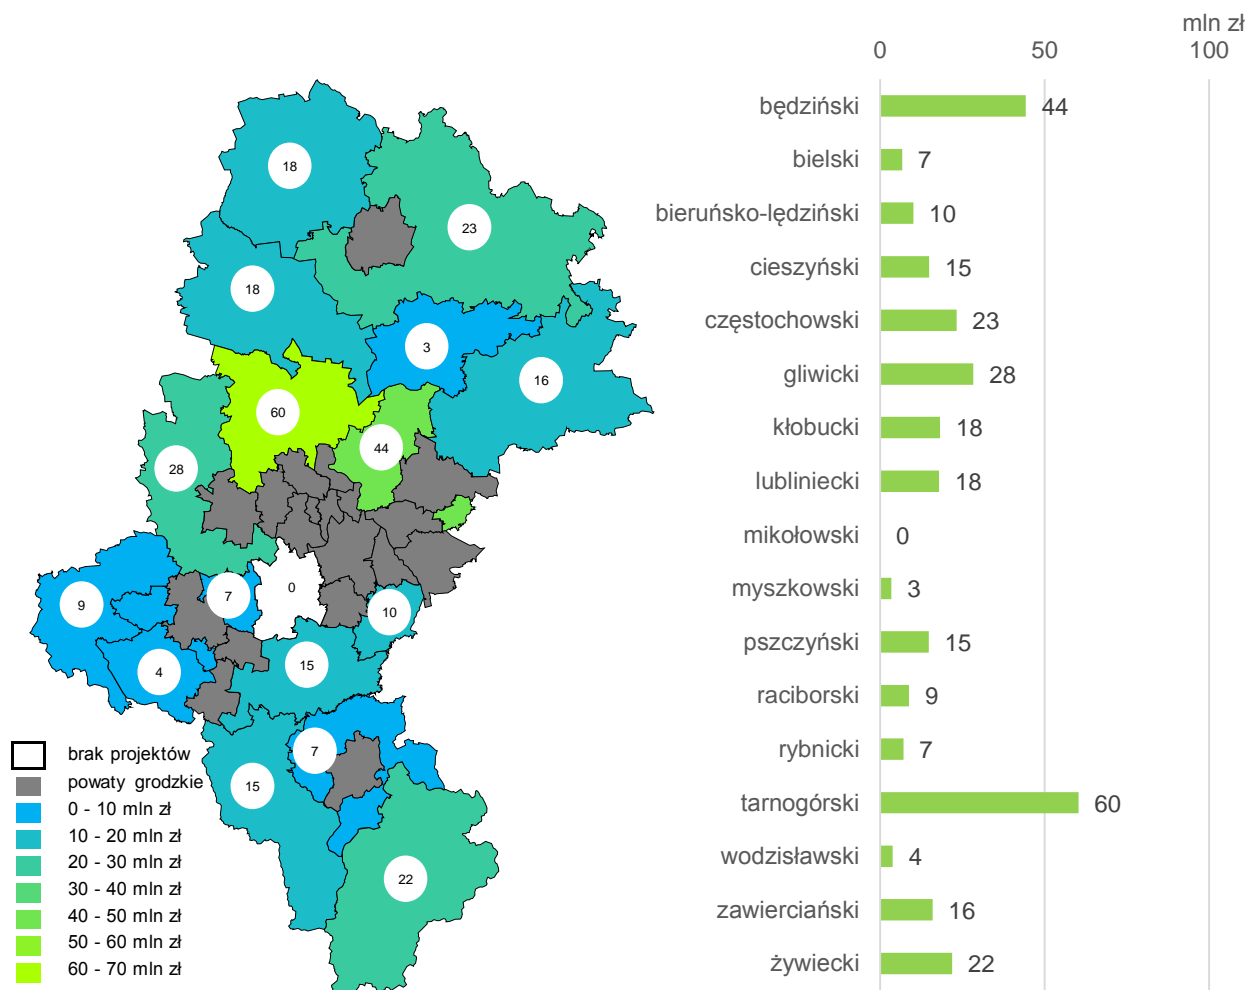 18
23
18
3
16
60
44
28
0
7
9
10
15
4
7
15
22
brak projektów
powaty grodzkie
0 - 10 mln zł
10 - 20 mln zł
20 - 30 mln zł
30 - 40 mln zł
40 - 50 mln zł
50 - 60 mln zł
60 - 70 mln zł
mln zł
0 50 100
będziński 44
bielski 7
bieruńsko-lędziński 10
cieszyński 15
częstochowski 23
gliwicki 28
kłobucki 18
lubliniecki 18
mikołowski 0
myszkowski 3
pszczyński 15
raciborski 9
rybnicki 7
tarnogórski 60
wodzisławski 4
zawierciański 16
żywiecki 22